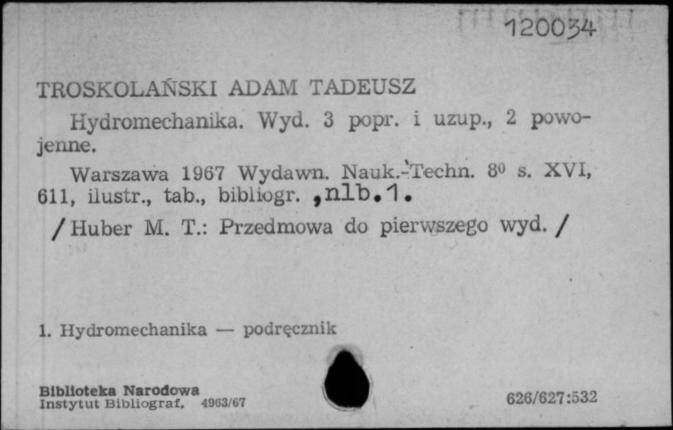 120034
TROSKOLAŃSKI ADAM TADEUSZ
Hydromechanika. Wyd. 3 popr. i uzup., 2 powo-
jenne.
Warszawa 1967 Wydawn. Nauk.-Techn. 8⁰ s. XVI,
611, ilustr., tab., bibliogr. ,nlb.1.
/Huber M. T.: Przedmowa do pierwszego wyd./
1. Hydromechanika — podręcznik
Biblioteka Narodowa
Instytut Bibliograf. 4963/67
626/627:532